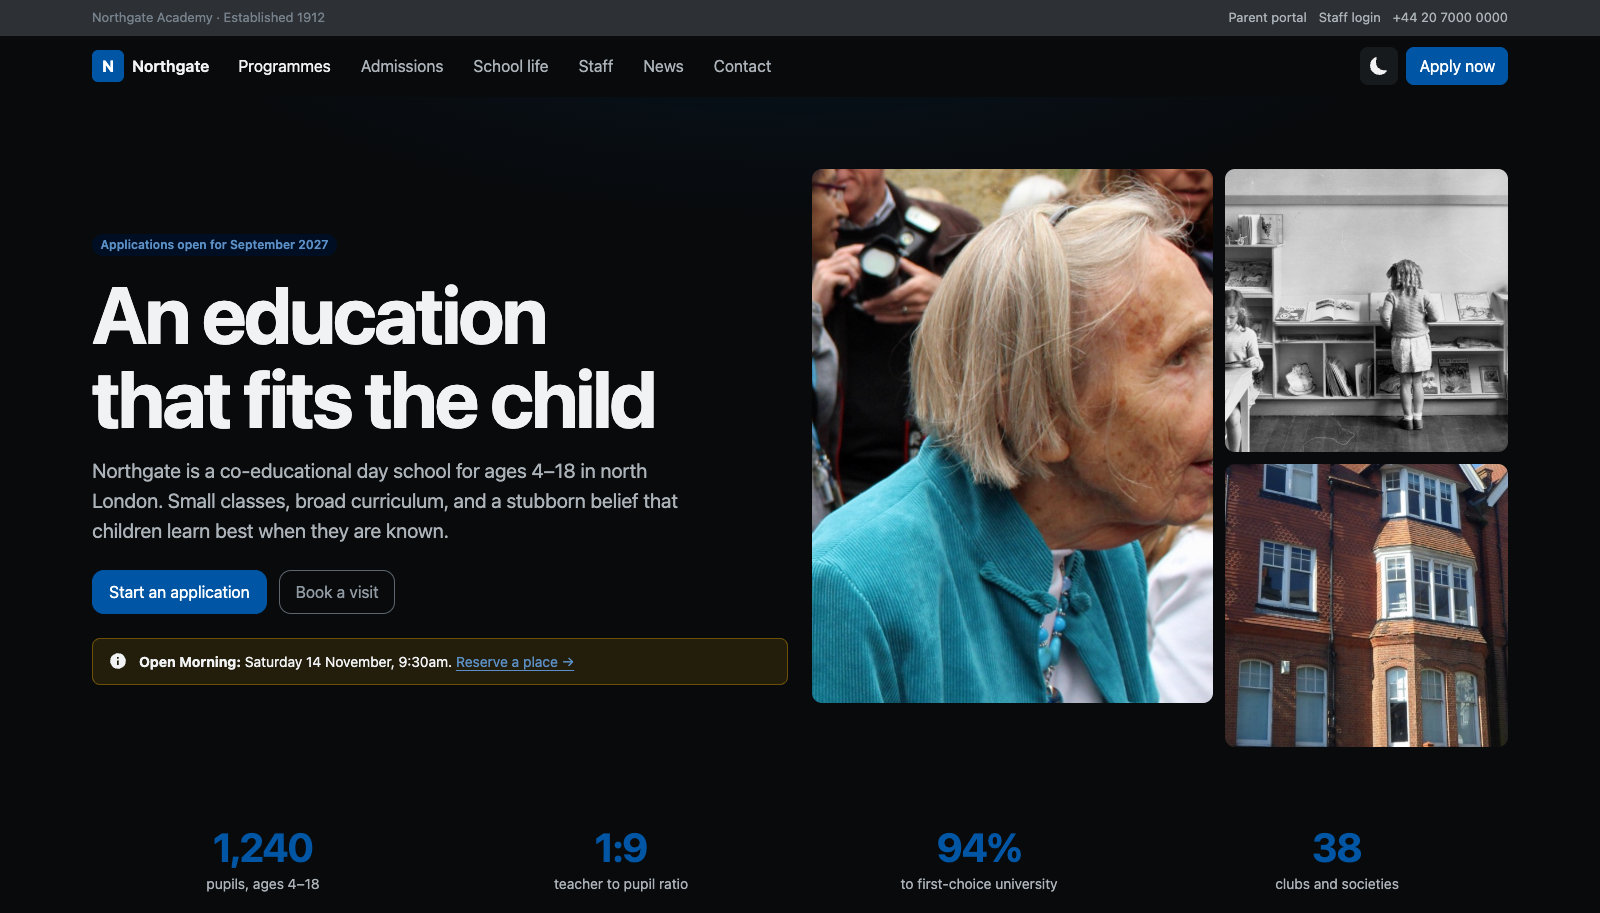 Northgate Academy · Established 1912
Parent portal Staff login +44 20 7000 0000
N Northgate Programmes Admissions School life Staff News Contact Apply now
Applications open for September 2027
An education
that fits the child
Northgate is a co-educational day school for ages 4–18 in north
London. Small classes, broad curriculum, and a stubborn belief that
children learn best when they are known.
Start an application Book a visit
Open Morning: Saturday 14 November, 9:30am. Reserve a place →
1,240
pupils, ages 4–18
1:9
teacher to pupil ratio
94%
to first-choice university
38
clubs and societies